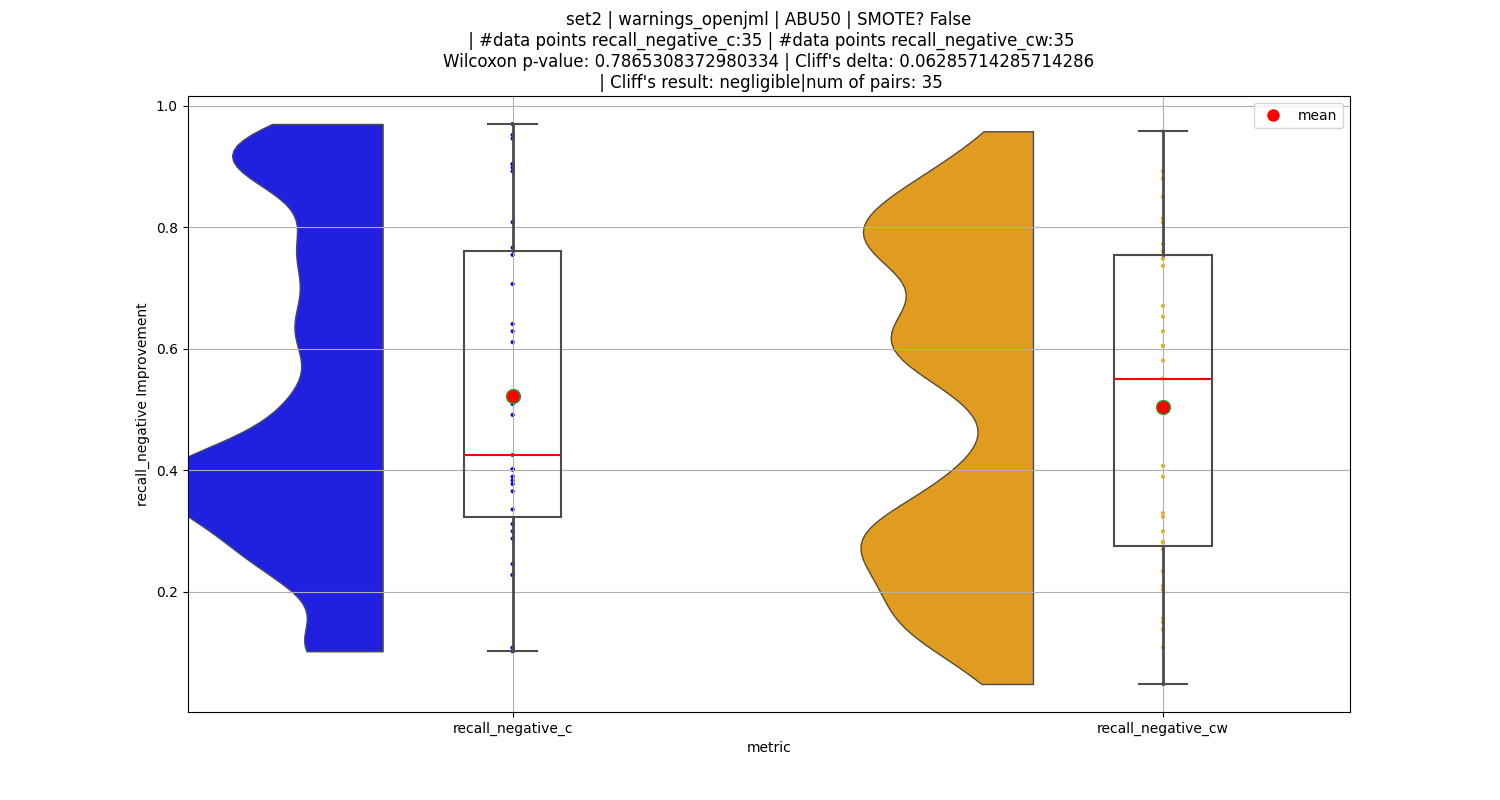 set2 | warnings_openjml | ABU50 | SMOTE? False
| #data points recall_negative_c:35 | #data points recall_negative_cw:35
Wilcoxon p-value: 0.7865308372980334 | Cliff's delta: 0.06285714285714286
| Cliff's result: negligible|num of pairs: 35
mean
1.0
0.8
0.6
0.4
0.2
recall_negative Improvement
recall_negative_c
recall_negative_cw
metric